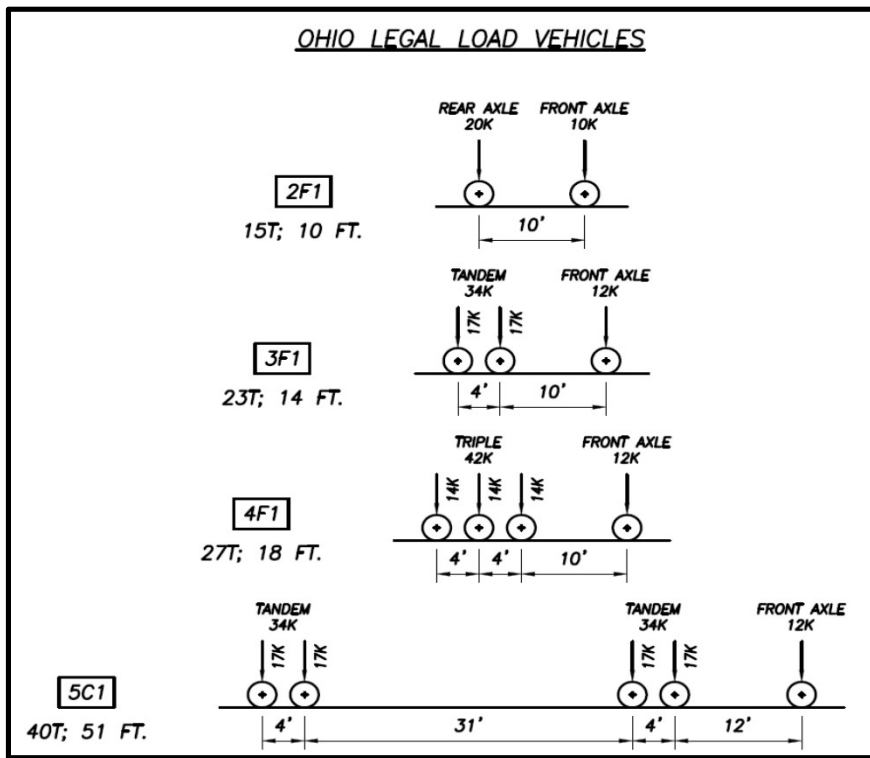 OHIO LEGAL LOAD VEHICLES
REAR AXLE FRONT AXLE
20K 10K
2F1
15T; 10 FT.
10'
TANDEM FRONT AXLE
34K 12K
17K 17K
3F1
23T; 14 FT.
4' 10'
TRIPLE FRONT AXLE
42K 12K
14K 14K 14K
4F1
27T; 18 FT.
4' 4' 10'
TANDEM TANDEM FRONT AXLE
34K 34K 12K
17K 17K 17K 17K
5C1
40T; 51 FT.
4' 31' 4' 12'